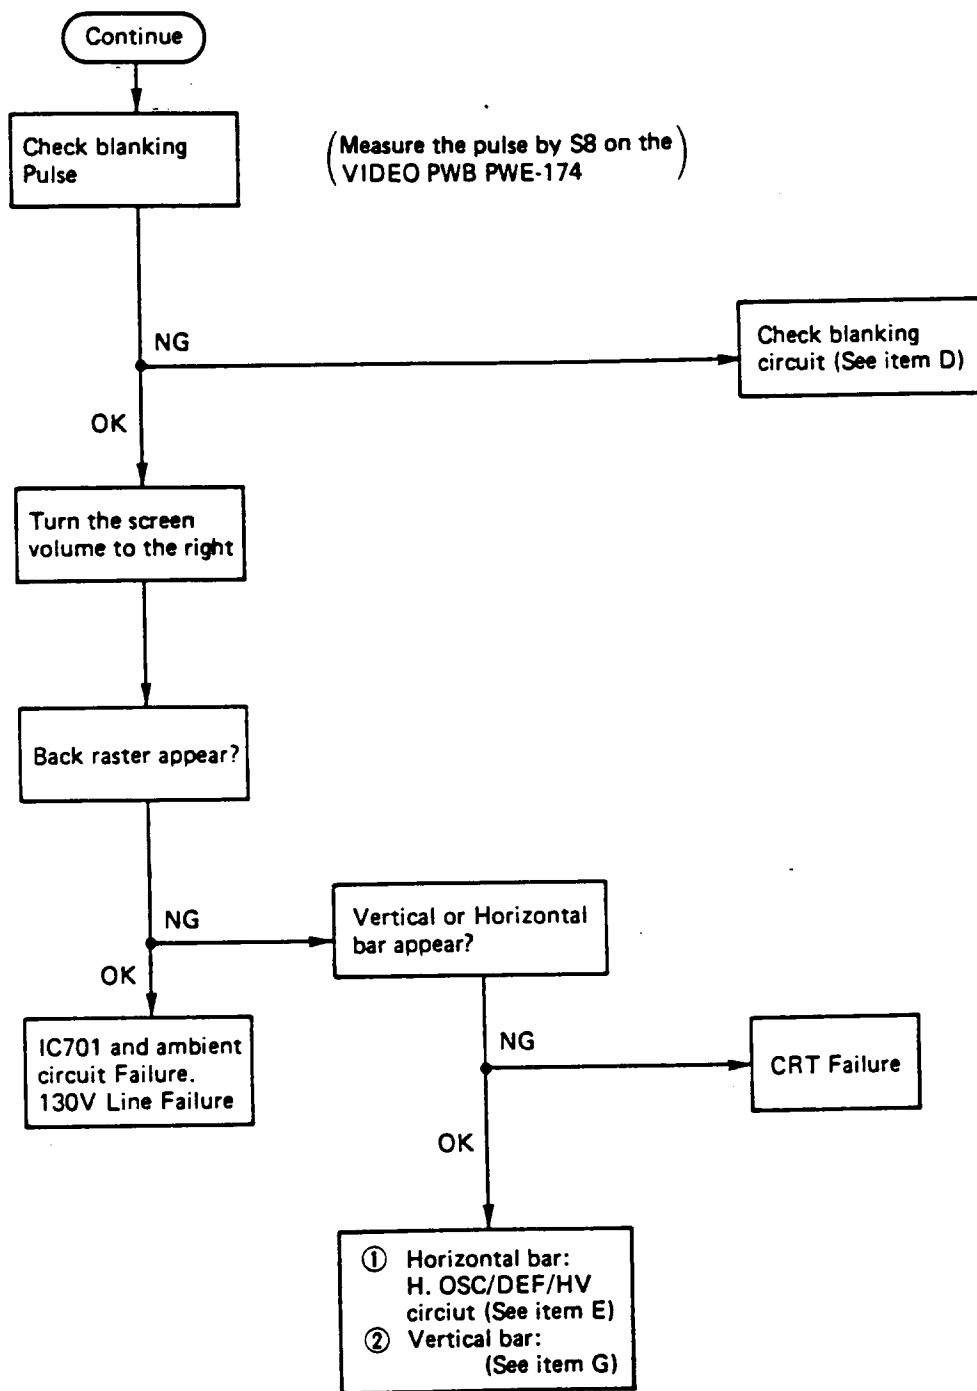 Continue
Check blanking
Pulse
(Measure the pulse by S8 on the
VIDEO PWB PWE-174)
NG
Check blanking
circuit (See item D)
OK
Turn the screen
volume to the right
Back raster appear?
NG
Vertical or Horizontal
bar appear?
OK
IC701 and ambient
circuit Failure.
130V Line Failure
NG
CRT Failure
OK
① Horizontal bar:
H. OSC/DEF/HV
circiut (See item E)
② Vertical bar:
(See item G)